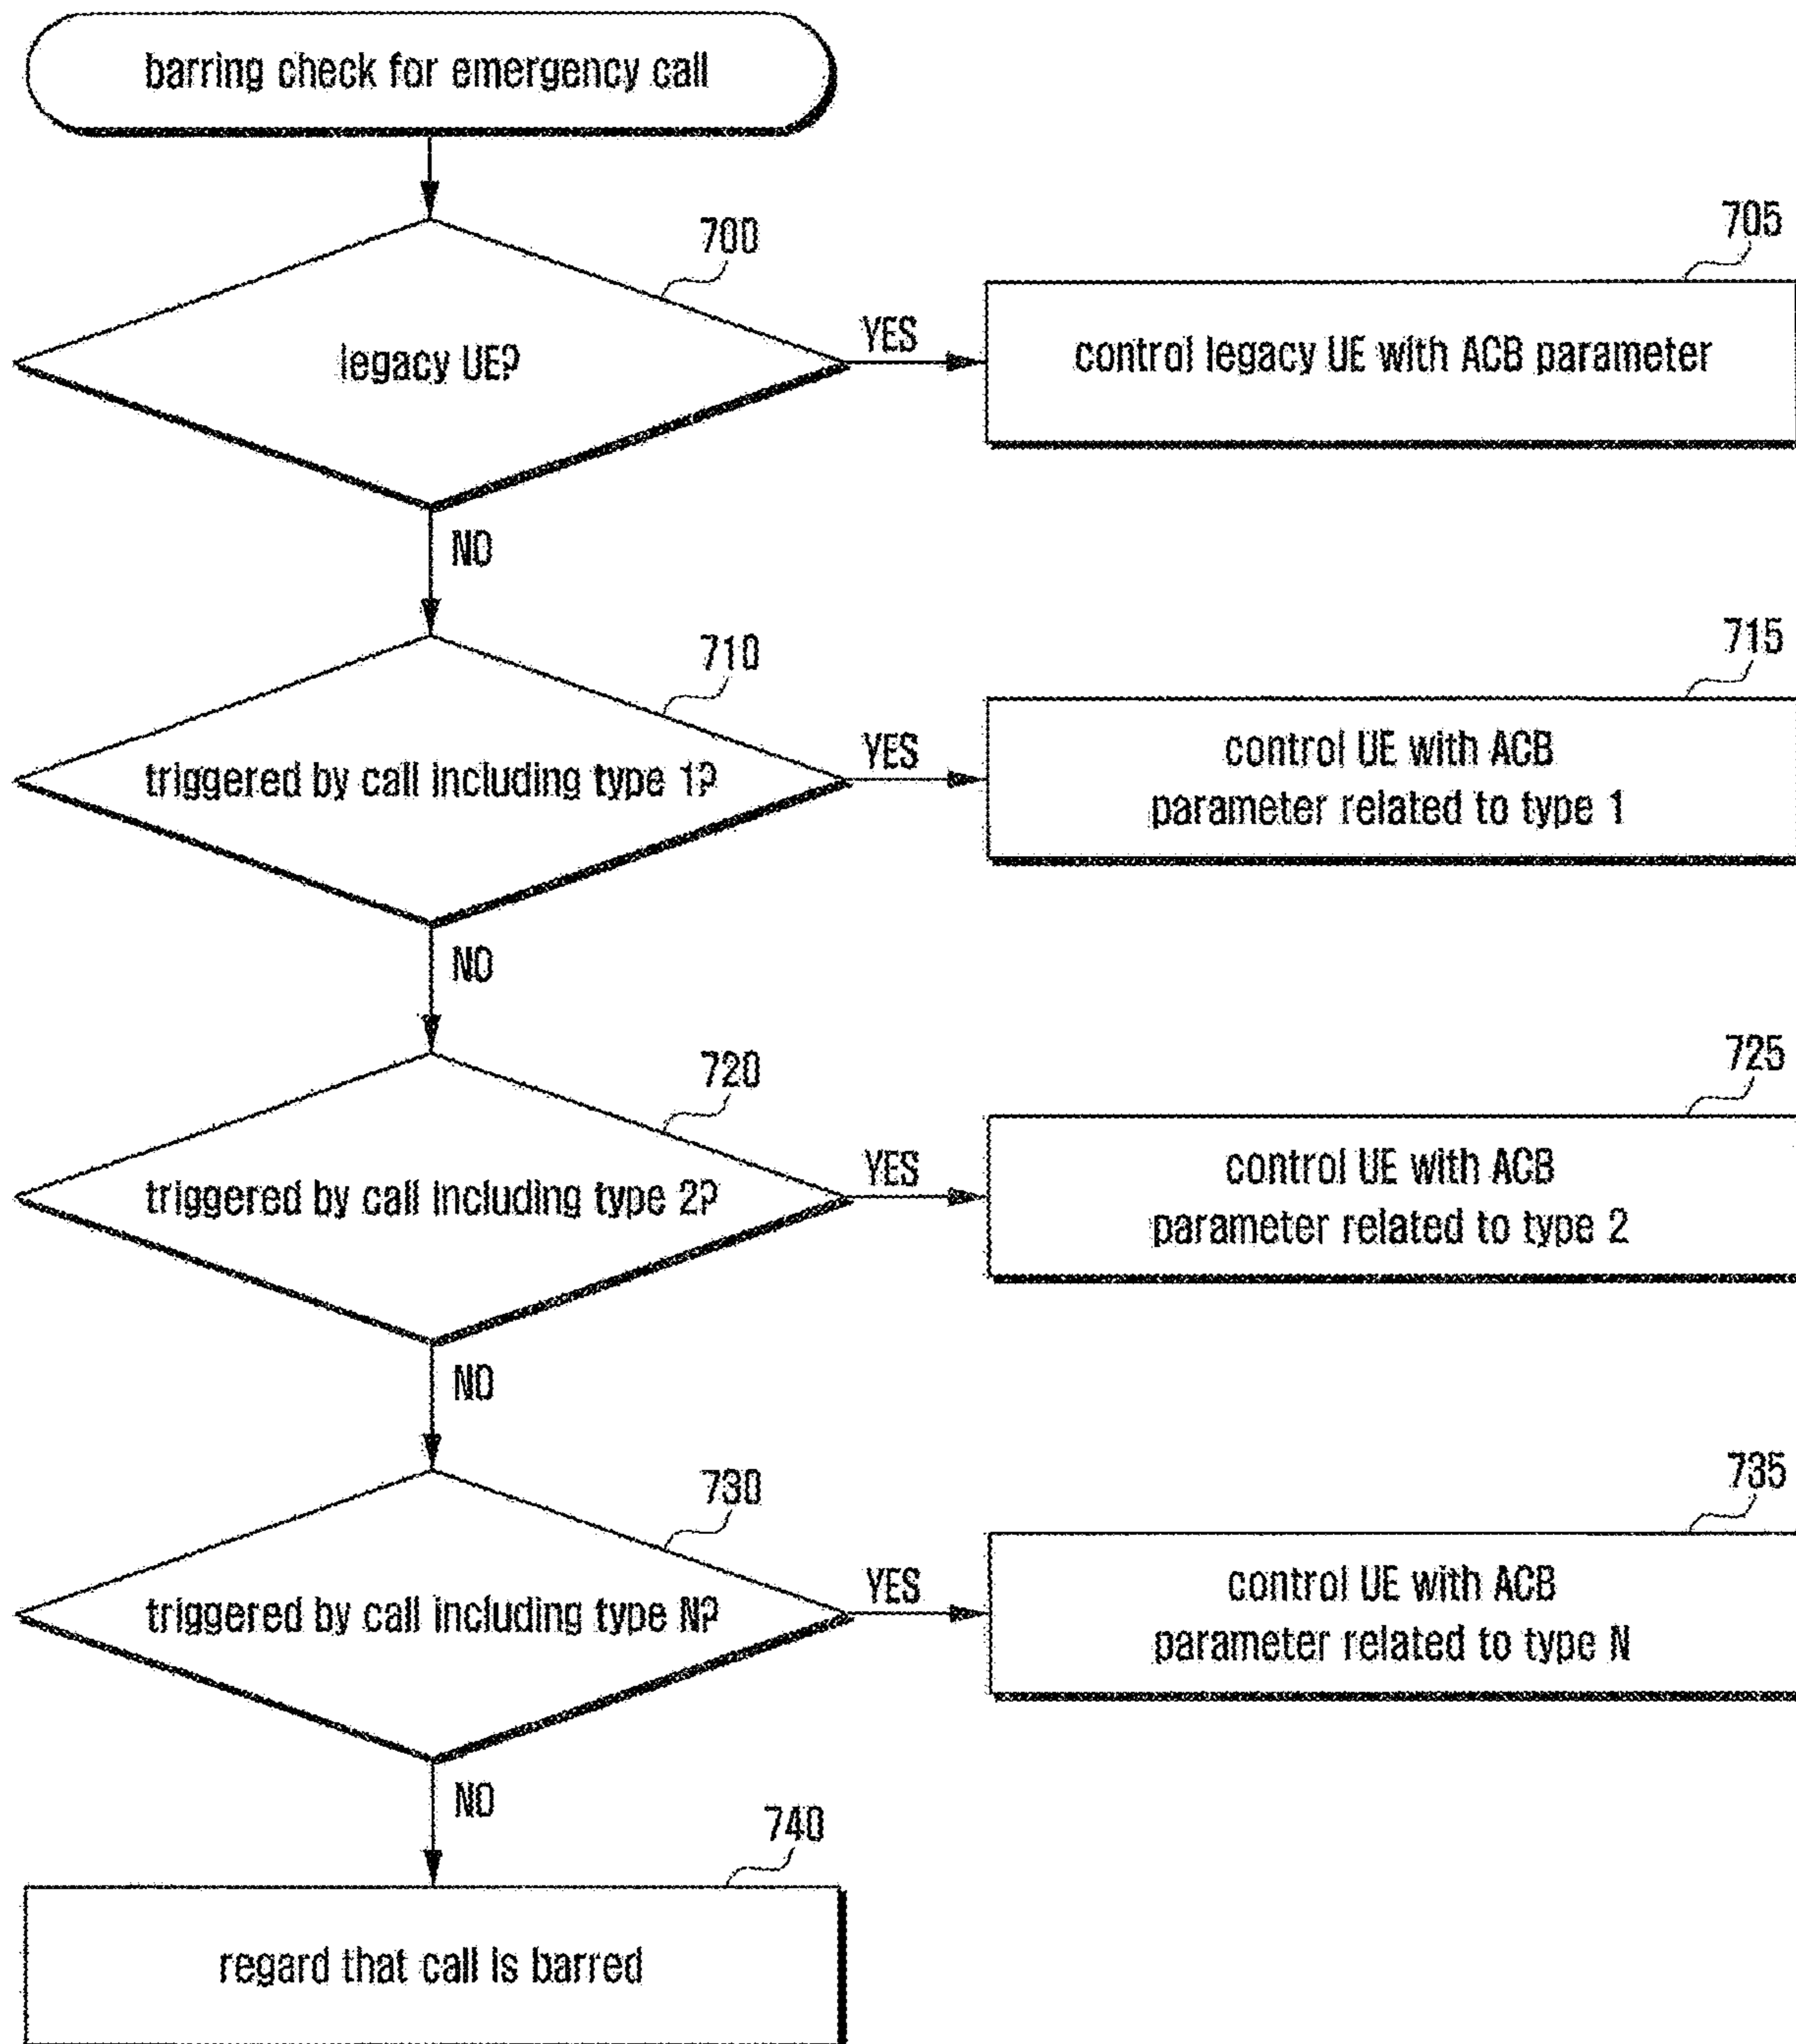 barring check for emergency call
700
legacy UE?
YES
705
control legacy UE with ACB parameter
NO
710
triggered by call including type 1?
YES
715
control UE with ACB
parameter related to type 1
NO
720
triggered by call including type 2?
YES
725
control UE with ACB
parameter related to type 2
NO
730
triggered by call including type N?
YES
735
control UE with ACB
parameter related to type N
NO
740
regard that call is barred